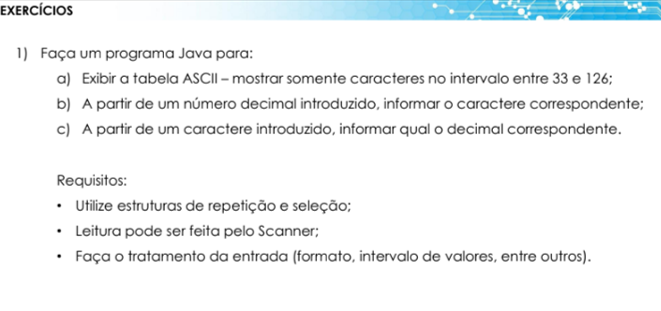 EXERCÍCIOS
1) Faça um programa Java para:
a) Exibir a tabela ASCII – mostrar somente caracteres no intervalo entre 33 e 126;
b) A partir de um número decimal introduzido, informar o caractere correspondente;
c) A partir de um caractere introduzido, informar qual o decimal correspondente.
Requisitos:
• Utilize estruturas de repetição e seleção;
• Leitura pode ser feita pelo Scanner;
• Faça o tratamento da entrada (formato, intervalo de valores, entre outros).